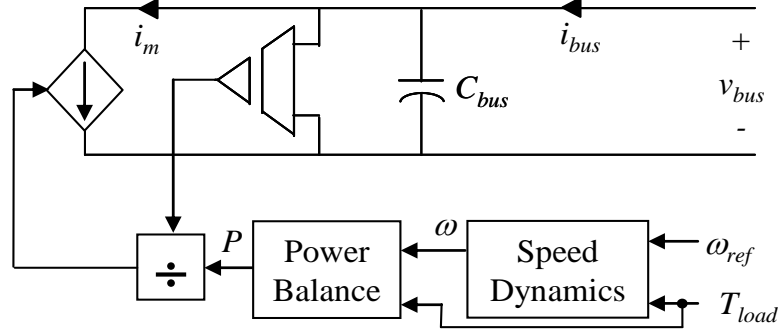 i_m
i_bus
+
C_bus
v_bus
-
÷
P
Power
Balance
ω
Speed
Dynamics
ω_ref
T_load